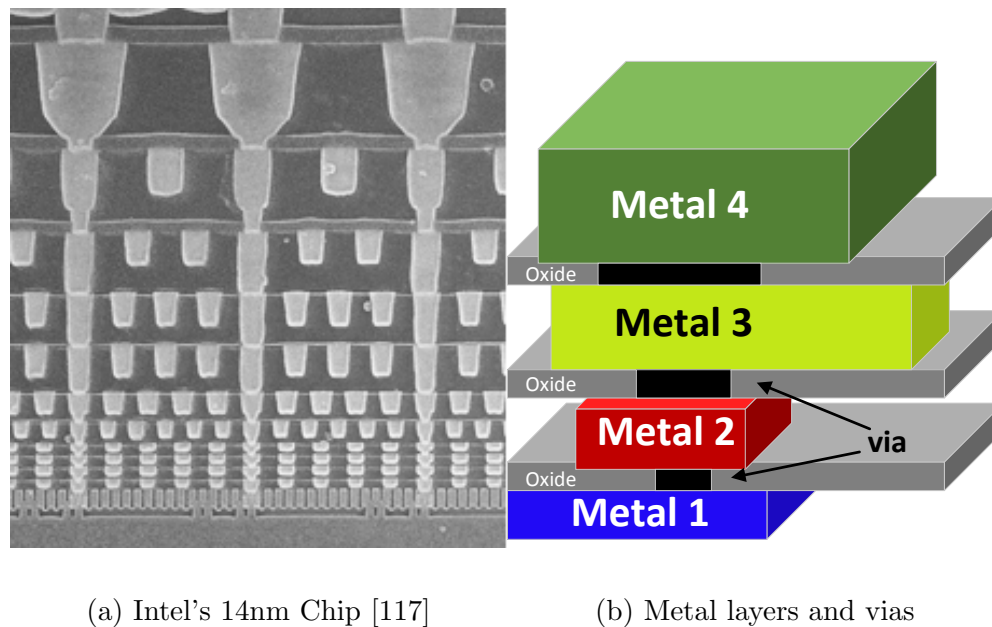 Metal 4
Oxide
Metal 3
Oxide
Metal 2
via
Oxide
Metal 1
(a) Intel's 14nm Chip [117]
(b) Metal layers and vias